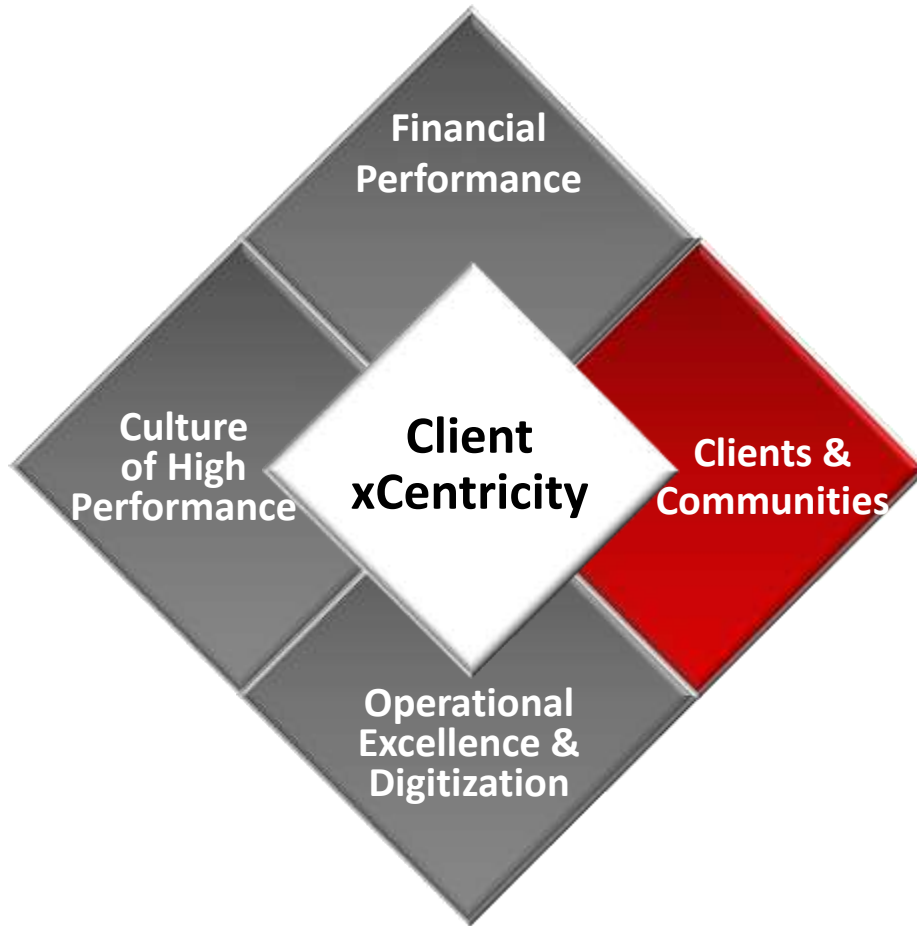 Financial
Performance
Culture
of High
Performance
Client
xCentricity
Clients &
Communities
Operational
Excellence &
Digitization